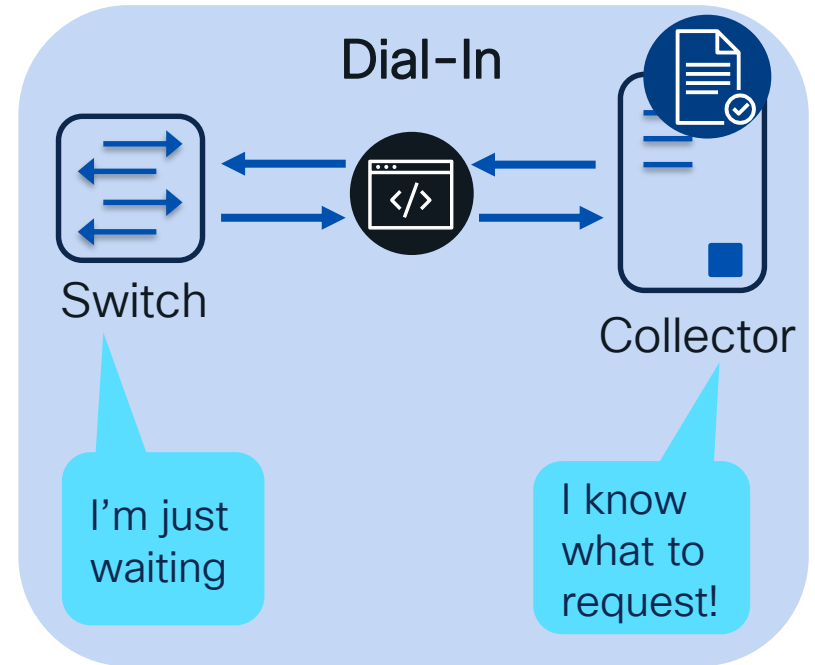 Dial-In
</>
Switch
Collector
I’m just
waiting
I know
what to
request!